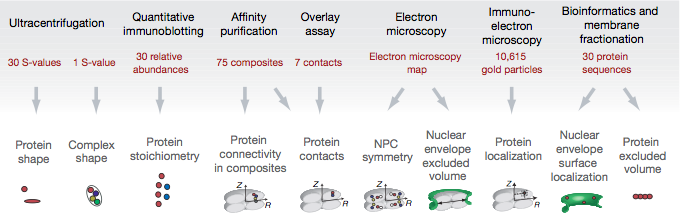 Ultracentrifugation
Quantitative
immunoblotting
Affinity
purification
Overlay
assay
Electron
microscopy
Immuno-
electron
microscopy
Bioinformatics and
membrane
fractionation
30 S-values
1 S-value
30 relative
abundances
75 composites
7 contacts
Electron microscopy
map
10,615
gold particles
30 protein
sequences
Protein
shape
Complex
shape
Protein
stoichiometry
Protein
connectivity
in composites
Protein
contacts
NPC
symmetry
Nuclear
envelope
excluded
volume
Protein
localization
Nuclear
envelope
surface
localization
Protein
excluded
volume
Z
R
Z
R
Z
R
Z
R